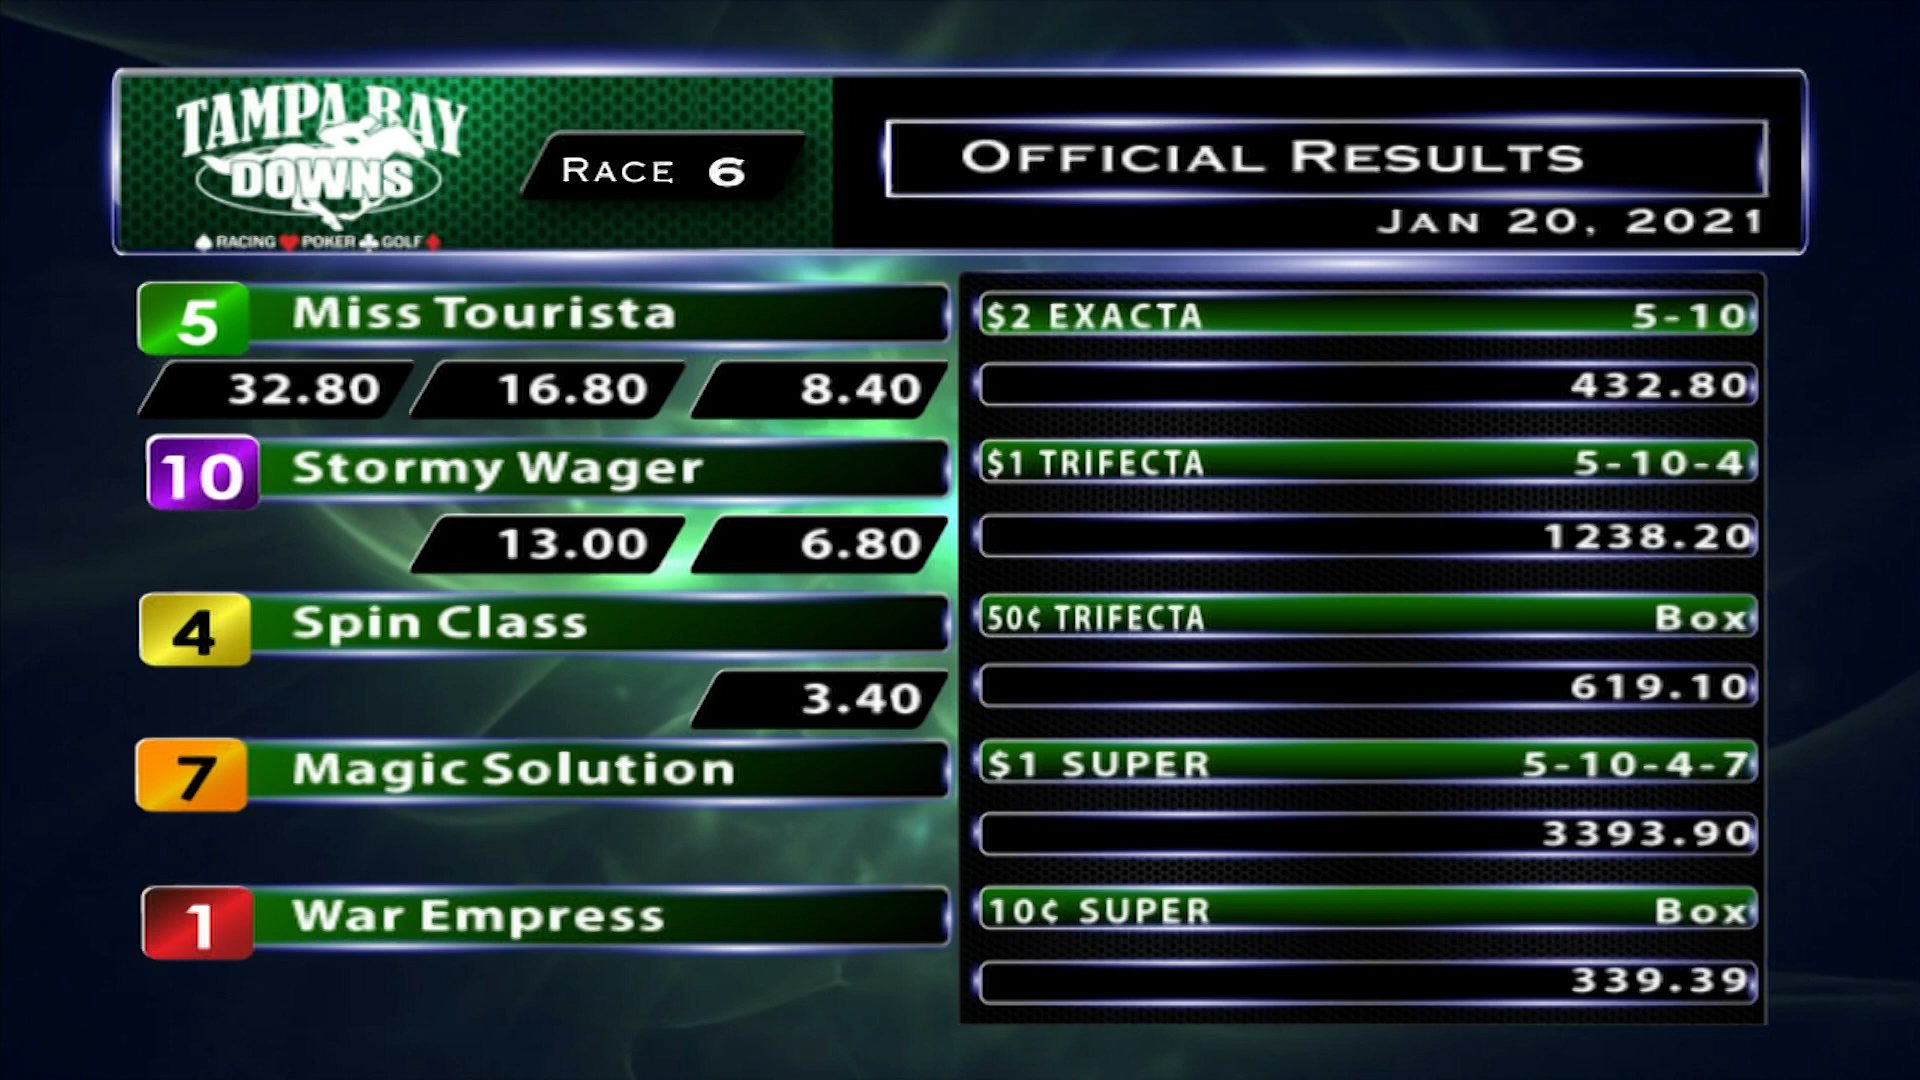 TAMPA BAY
DOWNS
RACING POKER GOLF
RACE 6
OFFICIAL RESULTS
JAN 20, 2021
5 Miss Tourista
32.80 16.80 8.40
10 Stormy Wager
13.00 6.80
4 Spin Class
3.40
7 Magic Solution
1 War Empress
$2 EXACTA 5-10
432.80
$1 TRIFECTA 5-10-4
1238.20
50¢ TRIFECTA Box
619.10
$1 SUPER 5-10-4-7
3393.90
10¢ SUPER Box
339.39